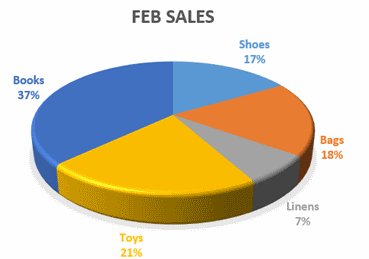 FEB SALES
Shoes
17%
Books
37%
Bags
18%
Linens
7%
Toys
21%